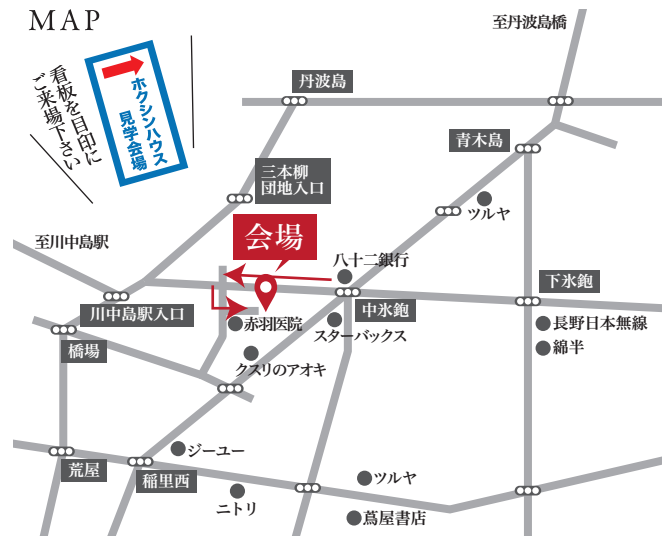 MAP
看板を目印に
ご来場下さい
ホクシンハウス
見学会場
至丹波島橋
丹波島
青木島
三本柳
団地入口
ツルヤ
会場
至川中島駅
八十二銀行
下氷鉋
川中島駅入口
中氷鉋
赤羽医院
長野日本無線
スターバックス
橋場
綿半
クスリのアオキ
ジーユー
荒屋
稲里西
ツルヤ
ニトリ
蔦屋書店